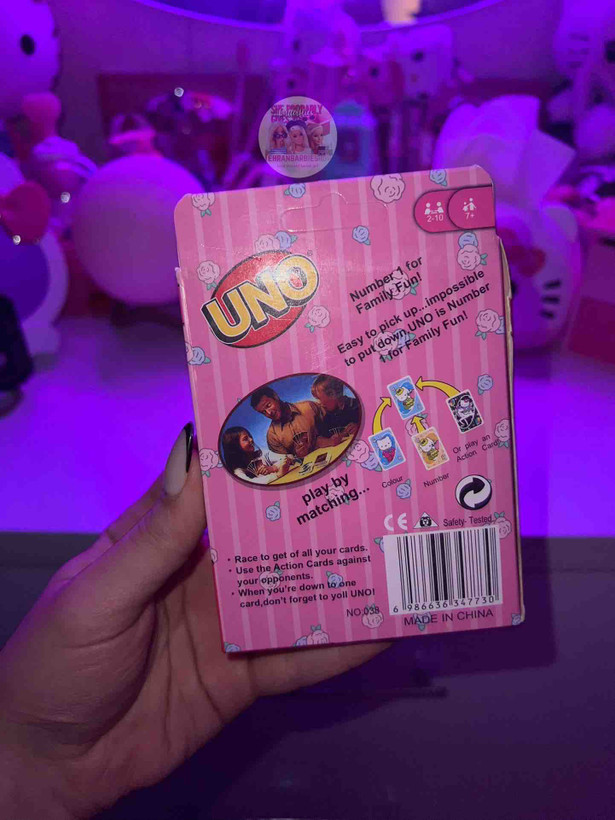 SHE PROBABLY
TEHRANBARBIES
2-10
7+
UNO
®
Number 1 for
Family Fun!
Easy to pick up...impossible
to put down UNO is Number
1 for Family Fun!
play by
matching...
Colour
Number
Or play an
Action Card
CE
Safety- Tested
• Race to get of all your cards.
• Use the Action Cards against
your opponents.
• When you're down to one
card,don't forget to yoll UNO!
NO:038
6 986636 347730
MADE IN CHINA